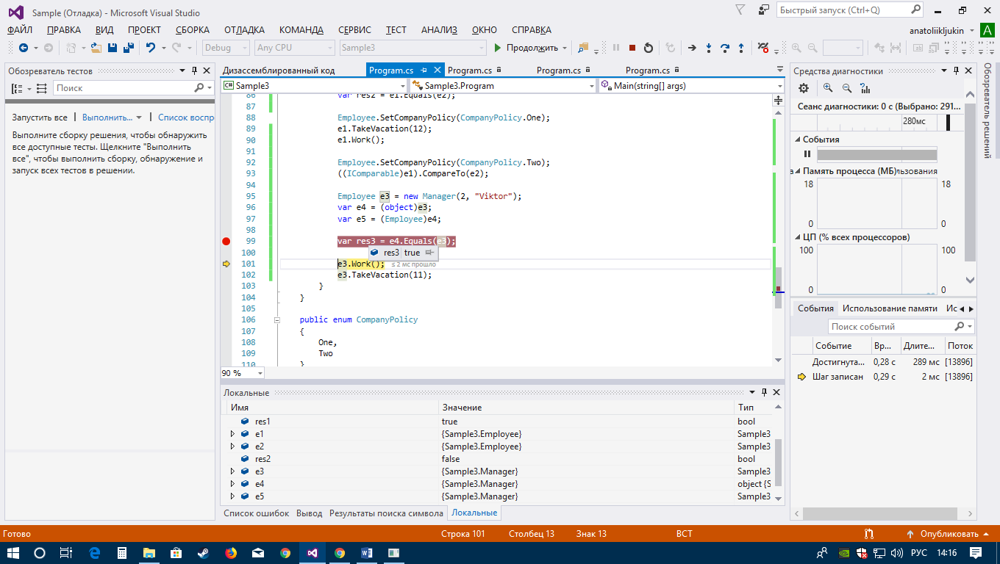 Sample (Отладка) - Microsoft Visual Studio
Быстрый запуск (Ctrl+Q)
ФАЙЛ ПРАВКА ВИД ПРОЕКТ СБОРКА ОТЛАДКА КОМАНДА СЕРВИС ТЕСТ АНАЛИЗ ОКНО СПРАВКА
anatoliikljukin A
Debug Any CPU Sample3 Продолжить
Обозреватель тестов
Поиск
Запустить все | Выполнить... | Список воспр
Выполните сборку решения, чтобы обнаружить
все доступные тесты. Щелкните "Выполнить
все", чтобы выполнить сборку, обнаружение и
запуск всех тестов в решении.
Дизассемблированный код Program.cs Program.cs Program.cs Program.cs
C# Sample3 Sample3.Program Main(string[] args)
86 var res2 = e1.Equals(e2);
87
88 Employee.SetCompanyPolicy(CompanyPolicy.One);
89 e1.TakeVacation(12);
90 e1.Work();
91
92 Employee.SetCompanyPolicy(CompanyPolicy.Two);
93 ((IComparable)e1).CompareTo(e2);
94
95 Employee e3 = new Manager(2, "Viktor");
96 var e4 = (object)e3;
97 var e5 = (Employee)e4;
98
99 var res3 = e4.Equals(e3);
100 res3 true
101 e3.Work(); ≤ 2 мс прошло
102 e3.TakeVacation(11);
103 }
104 }
105
106 public enum CompanyPolicy
107 {
108 One,
109 Two
110 }
90 %
Локальные
Имя Значение Тип
res1 true bool
e1 {Sample3.Employee} Sample3
e2 {Sample3.Employee} Sample3
res2 false bool
e3 {Sample3.Manager} Sample3
e4 {Sample3.Manager} object {S
e5 {Sample3.Manager} Sample3
Список ошибок Вывод Результаты поиска символа Локальные
Средства диагностики
Сеанс диагностики: 0 с (Выбрано: 291...
280мс
События
Память процесса (МБ)льзования
18 18
0 0
ЦП (% всех процессоров)
100 100
0 0
События Использование памяти Ис
Поиск событий
Событие Вр... Длите... Поток
Достигнута... 0,28 с 289 мс [13896]
Шаг записан 0,29 с 2 мс [13896]
Обозреватель решений
Готово Строка 101 Столбец 13 Знак 13 ВСТ Опубликовать
РУС 14:16